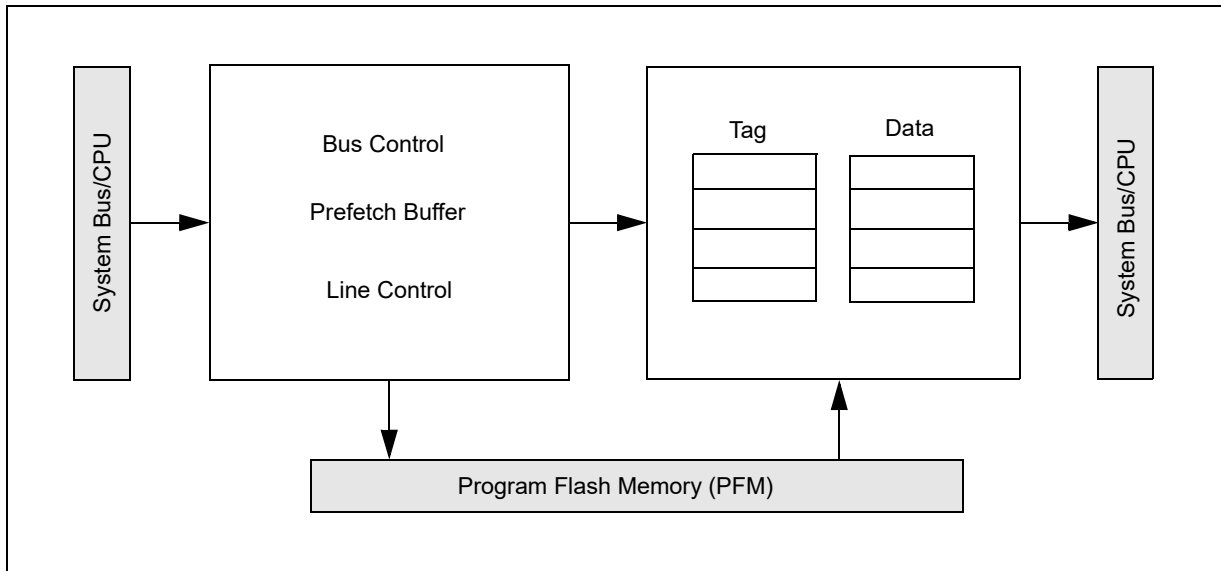 System Bus/CPU
Bus Control
Prefetch Buffer
Line Control
Tag
Data
System Bus/CPU
Program Flash Memory (PFM)